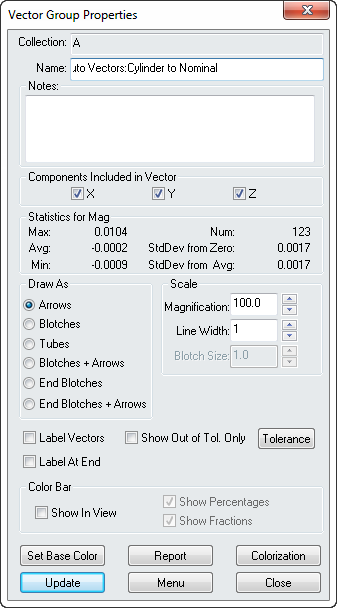 Vector Group Properties
Collection: A
Name: uto Vectors:Cylinder to Nominal
Notes:
Components Included in Vector
X Y Z
Statistics for Mag
Max: 0.0104 Num: 123
Avg: -0.0002 StdDev from Zero: 0.0017
Min: -0.0009 StdDev from Avg: 0.0017
Draw As
Arrows
Blotches
Tubes
Blotches + Arrows
End Blotches
End Blotches + Arrows
Scale
Magnification: 100.0
Line Width: 1
Blotch Size: 1.0
Label Vectors Show Out of Tol. Only Tolerance
Label At End
Color Bar
Show In View
Show Percentages
Show Fractions
Set Base Color Report Colorization
Update Menu Close